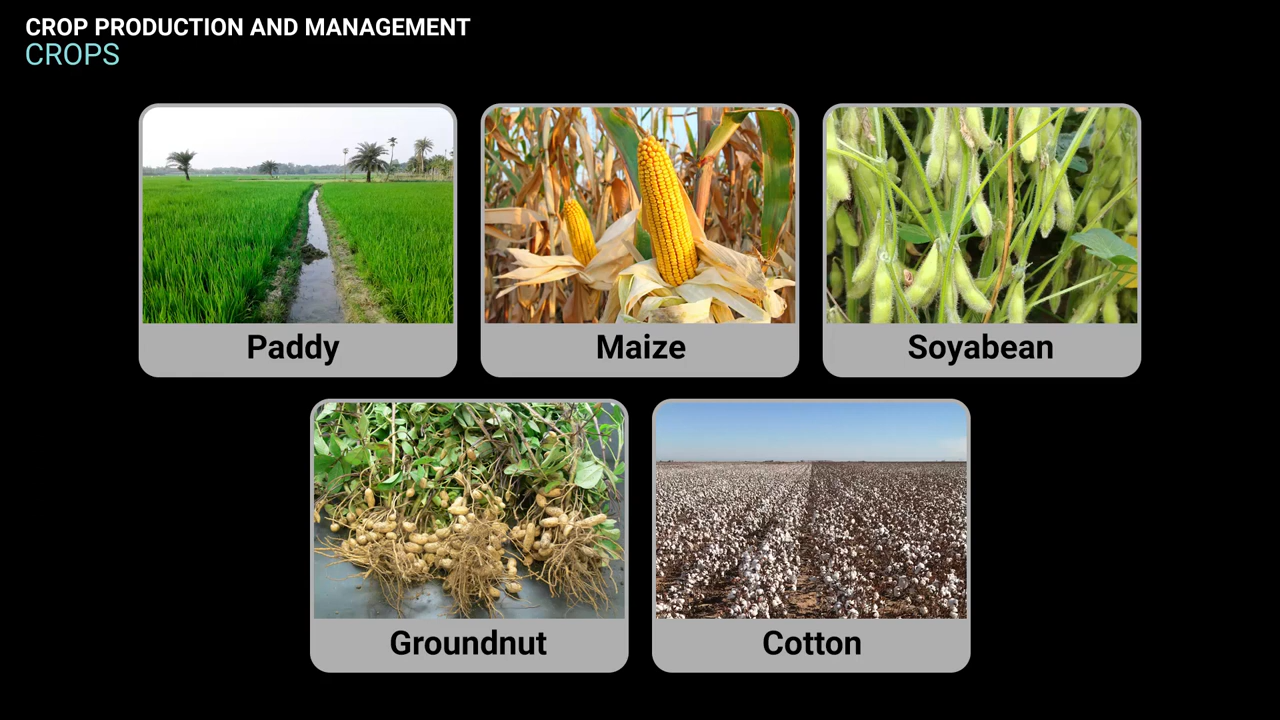 CROP PRODUCTION AND MANAGEMENT
CROPS
Paddy
Maize
Soyabean
Groundnut
Cotton